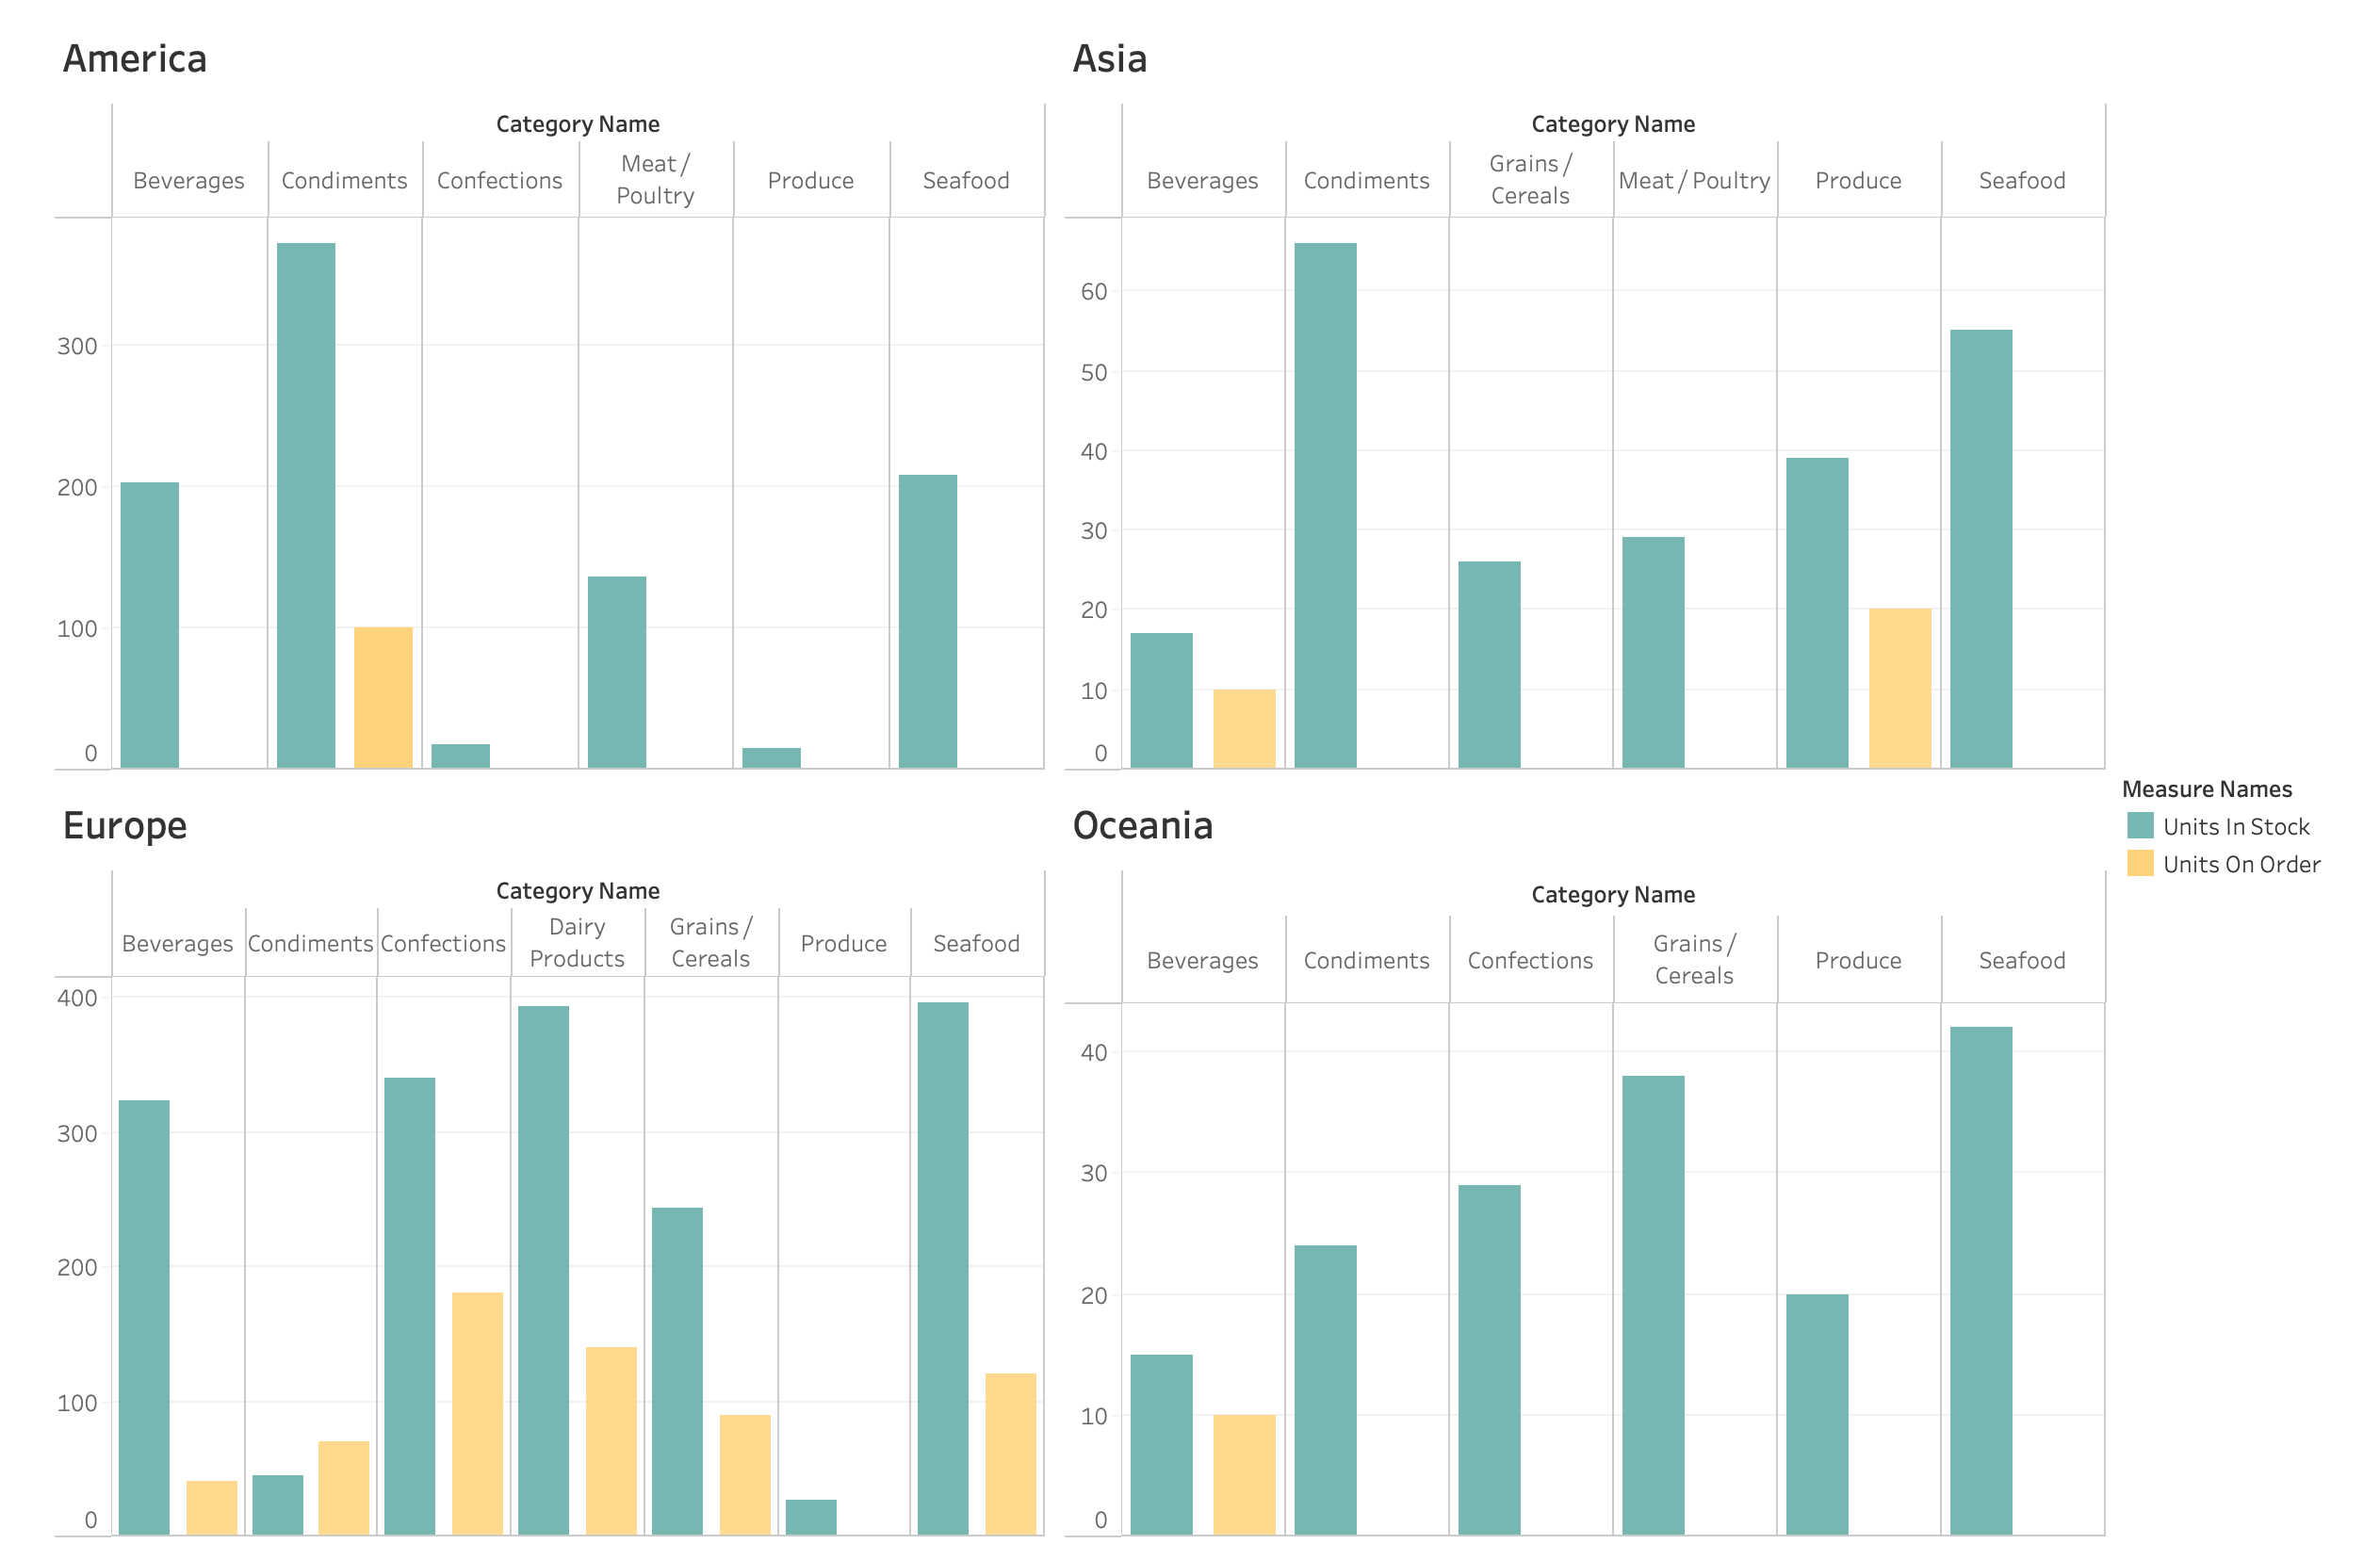 America
Category Name
Beverages Condiments Confections Meat/ Poultry Produce Seafood
300
200
100
0
Asia
Category Name
Beverages Condiments Grains/ Cereals Meat/Poultry Produce Seafood
60
50
40
30
20
10
0
Europe
Category Name
Beverages Condiments Confections Dairy Products Grains/ Cereals Produce Seafood
400
300
200
100
0
Oceania
Category Name
Beverages Condiments Confections Grains/ Cereals Produce Seafood
40
30
20
10
0
Measure Names
Units In Stock
Units On Order